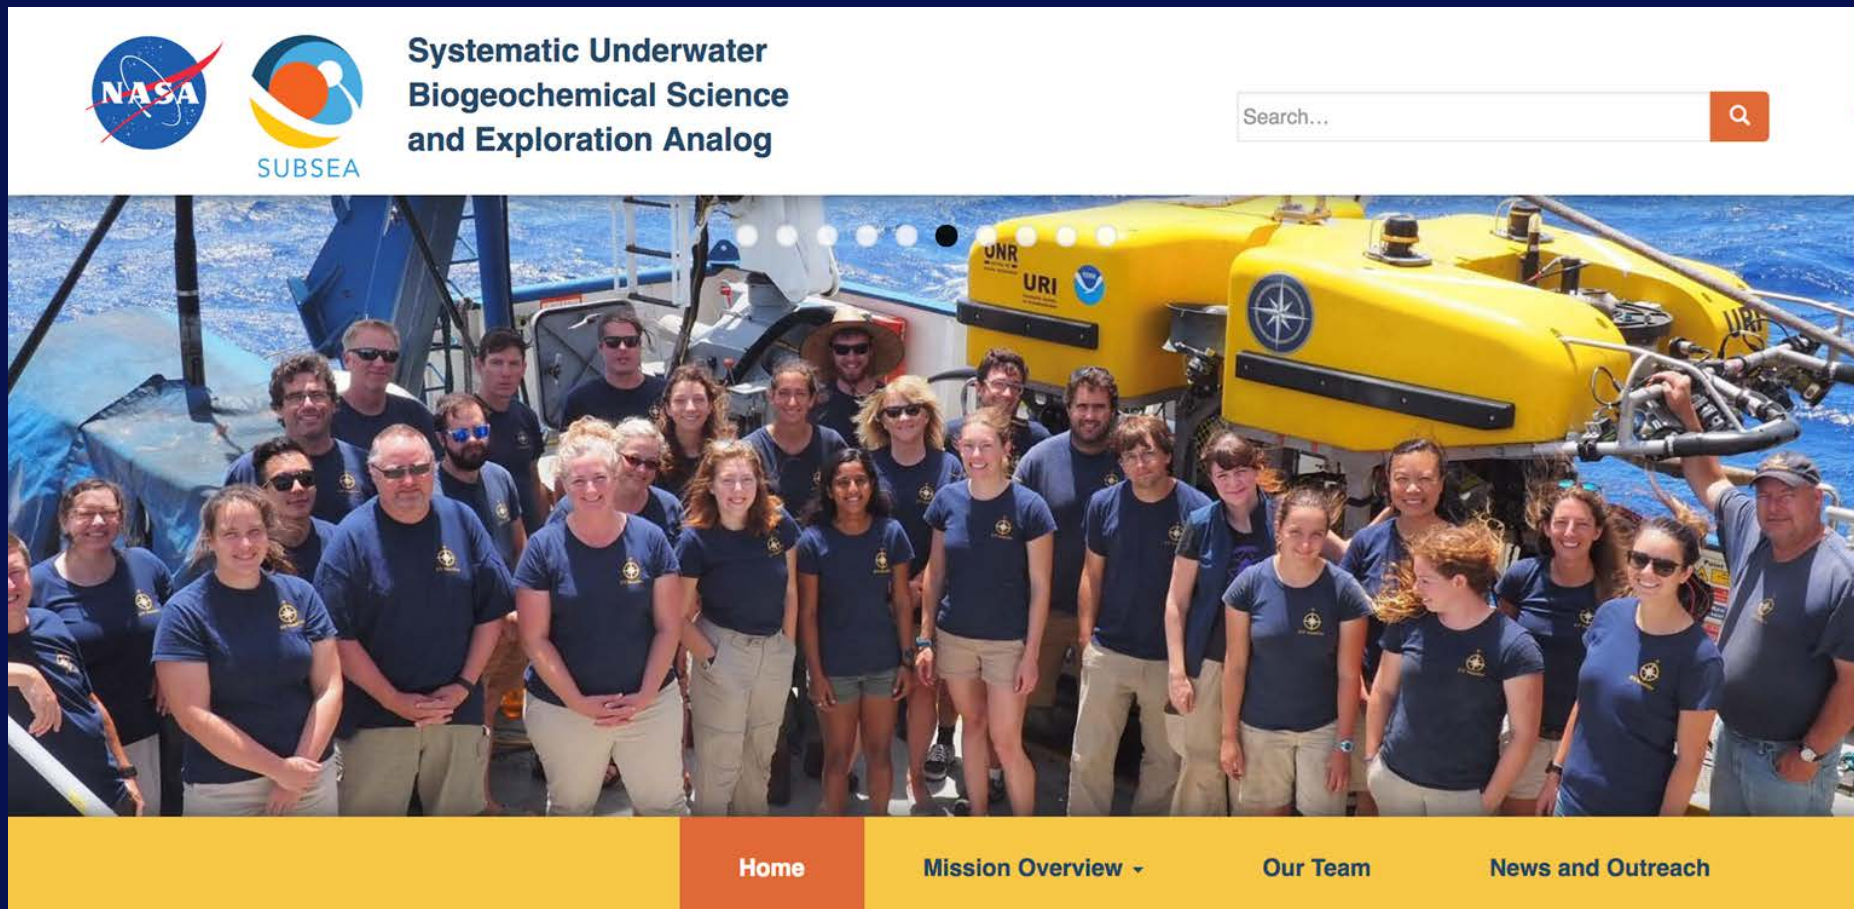 NASA
SUBSEA
Systematic Underwater
Biogeochemical Science
and Exploration Analog
Search...
UNR
URI
URI
Home
Mission Overview
Our Team
News and Outreach